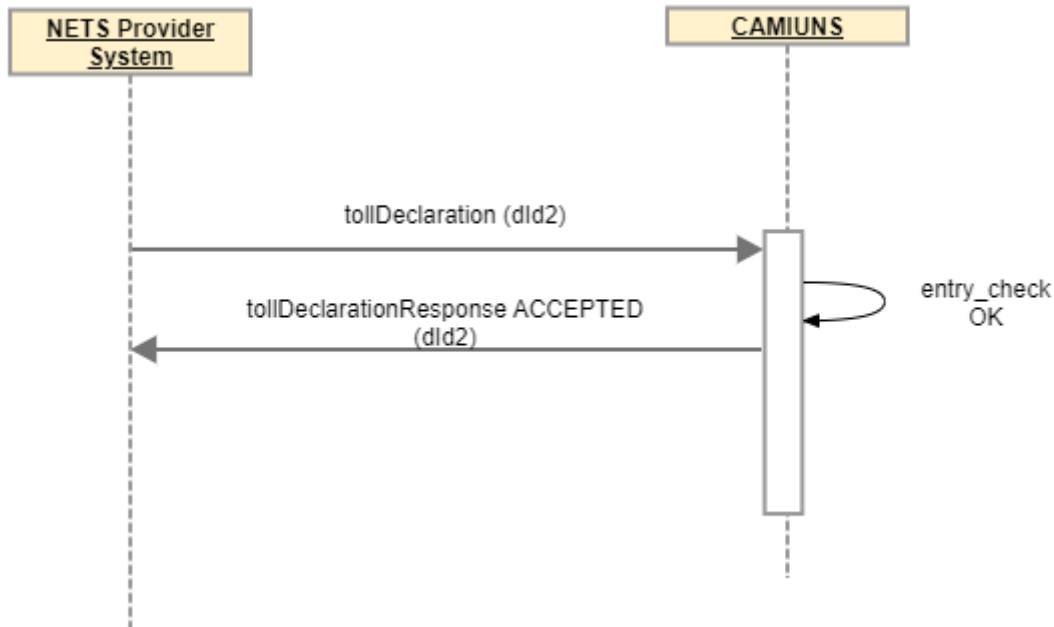 NETS Provider
System
CAMIUNS
tollDeclaration (dId2)
entry_check
OK
tollDeclarationResponse ACCEPTED
(dId2)